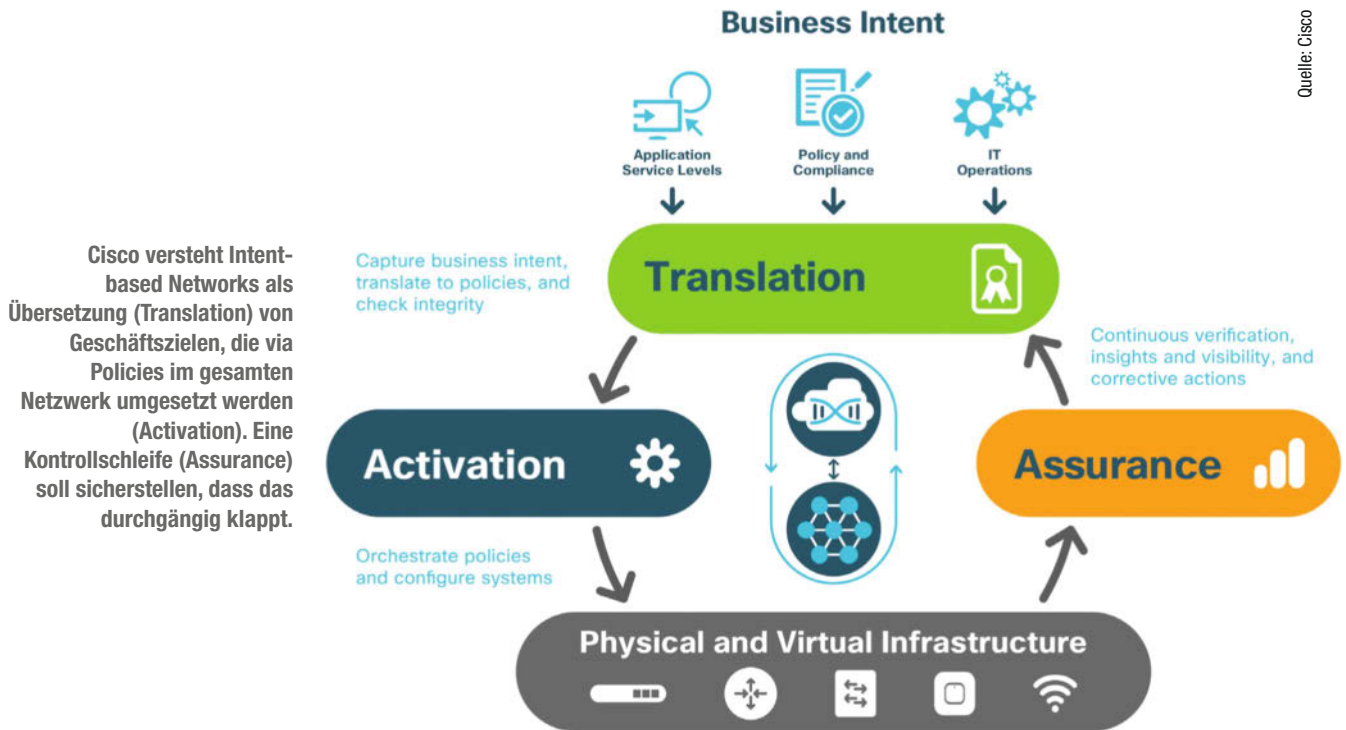 Business Intent
Quelle: Cisco
Application
Service Levels
Policy and
Compliance
IT
Operations
Cisco versteht Intent-
based Networks als
Übersetzung (Translation) von
Geschäftszielen, die via
Policies im gesamten
Netzwerk umgesetzt werden
(Activation). Eine
Kontrollschleife (Assurance)
soll sicherstellen, dass das
durchgängig klappt.
Capture business intent,
translate to policies, and
check integrity
Translation
Continuous verification,
insights and visibility, and
corrective actions
Activation
Assurance
Orchestrate policies
and configure systems
Physical and Virtual Infrastructure